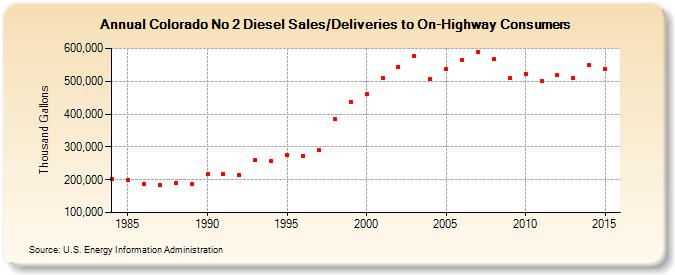 Annual Colorado No 2 Diesel Sales/Deliveries to On-Highway Consumers
Thousand Gallons
600,000
500,000
400,000
300,000
200,000
100,000
1985 1990 1995 2000 2005 2010 2015
Source: U.S. Energy Information Administration